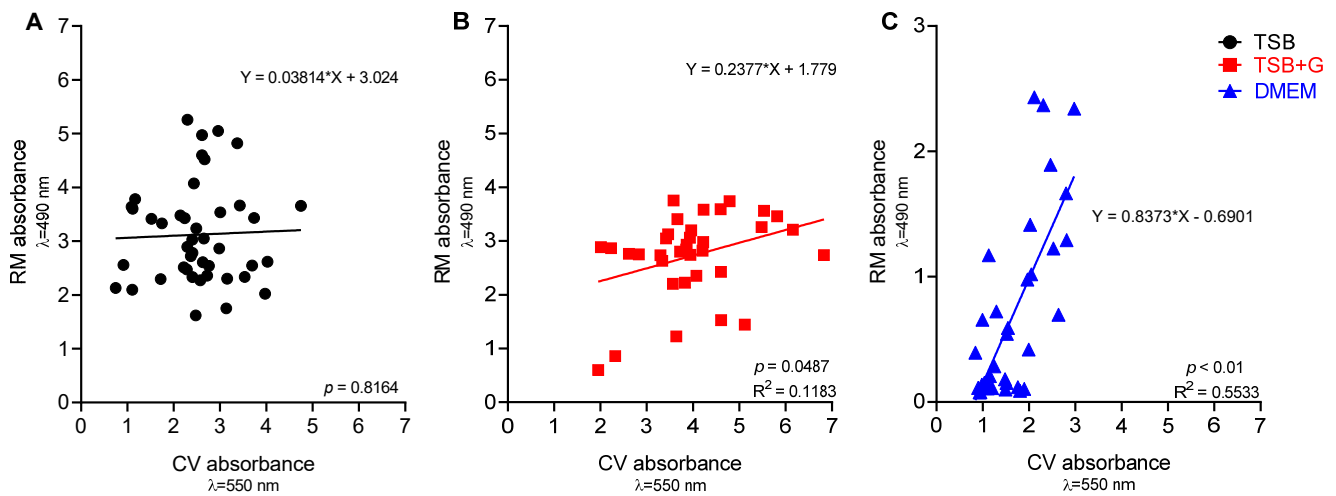 A
7
6
5
4
3
2
1
0
RM absorbance
λ=490 nm
Y = 0.03814*X + 3.024
p = 0.8164
0 1 2 3 4 5 6 7
CV absorbance
λ=550 nm
B
7
6
5
4
3
2
1
0
RM absorbance
λ=490 nm
Y = 0.2377*X + 1.779
p = 0.0487
R² = 0.1183
0 1 2 3 4 5 6 7
CV absorbance
λ=550 nm
C
3
2
1
0
RM absorbance
λ=490 nm
TSB
TSB+G
DMEM
Y = 0.8373*X - 0.6901
p < 0.01
R² = 0.5533
0 1 2 3 4 5 6 7
CV absorbance
λ=550 nm